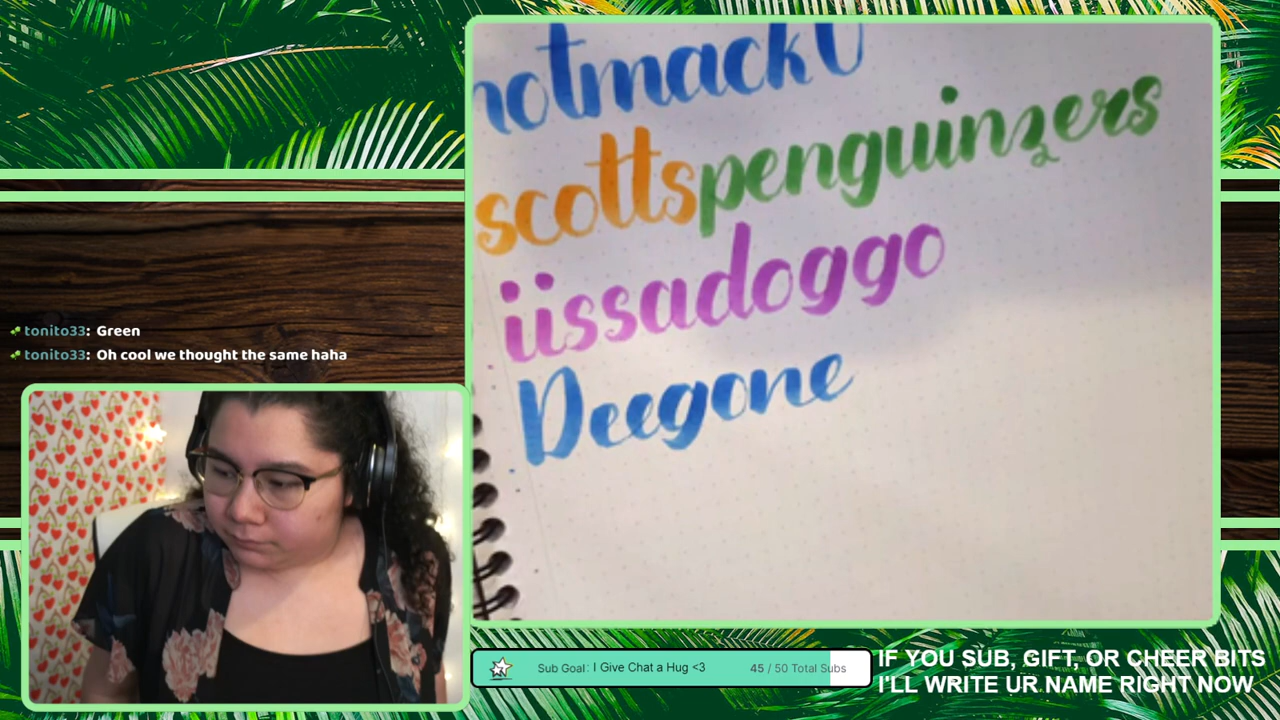 notmackU
scottspenguinzers
iissadoggo
Deegone
tonito33: Green
tonito33: Oh cool we thought the same haha
Sub Goal: I Give Chat a Hug <3 45 / 50 Total Subs
IF YOU SUB, GIFT, OR CHEER BITS
I'LL WRITE UR NAME RIGHT NOW